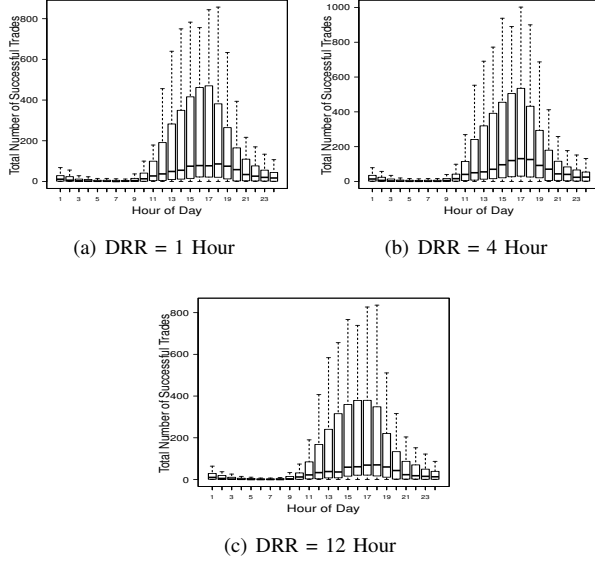 Total Number of Successful Trades
800
600
400
200
0
1 3 5 7 9 11 13 15 17 19 21 23
Hour of Day
(a) DRR = 1 Hour
Total Number of Successful Trades
1000
800
600
400
200
0
1 3 5 7 9 11 13 15 17 19 21 23
Hour of Day
(b) DRR = 4 Hour
Total Number of Successful Trades
800
600
400
200
0
1 3 5 7 9 11 13 15 17 19 21 23
Hour of Day
(c) DRR = 12 Hour